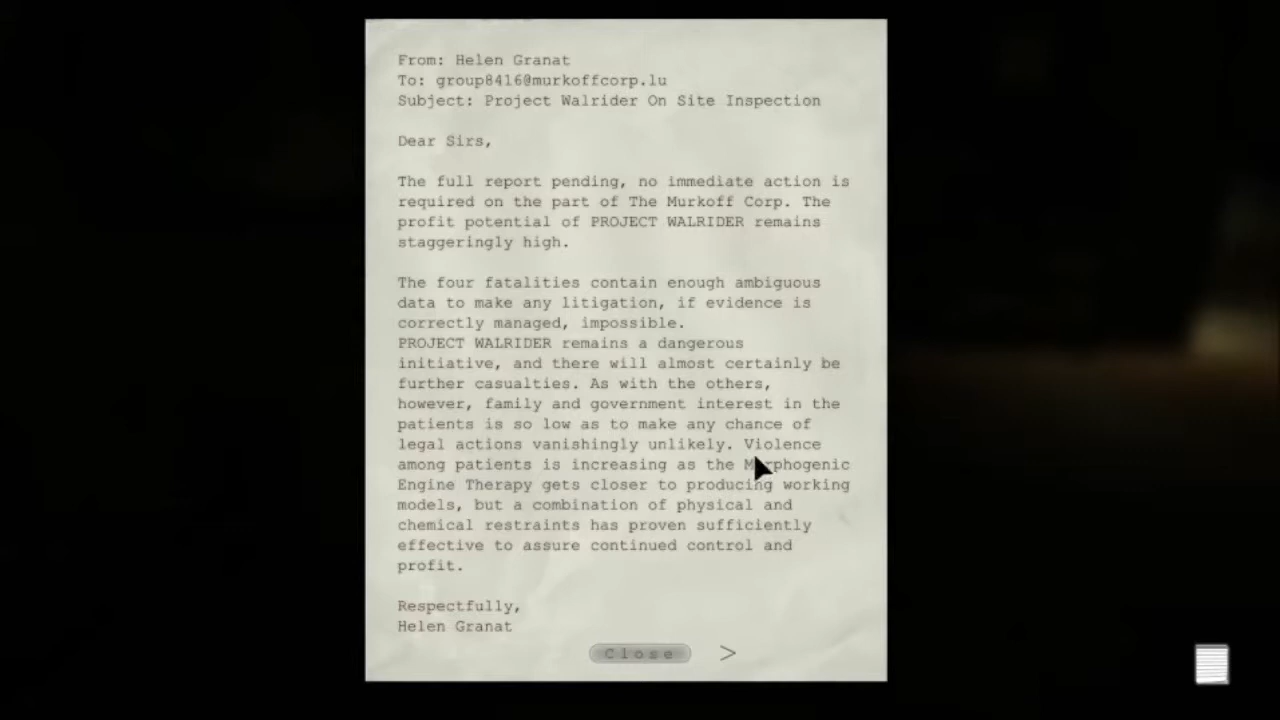 From: Helen Granat
To: group8416@murkoffcorp.lu
Subject: Project Walrider On Site Inspection
Dear Sirs,
The full report pending, no immediate action is
required on the part of The Murkoff Corp. The
profit potential of PROJECT WALRIDER remains
staggeringly high.
The four fatalities contain enough ambiguous
data to make any litigation, if evidence is
correctly managed, impossible.
PROJECT WALRIDER remains a dangerous
initiative, and there will almost certainly be
further casualties. As with the others,
however, family and government interest in the
patients is so low as to make any chance of
legal actions vanishingly unlikely. Violence
among patients is increasing as the Morphogenic
Engine Therapy gets closer to producing working
models, but a combination of physical and
chemical restraints has proven sufficiently
effective to assure continued control and
profit.
Respectfully,
Helen Granat
Close >